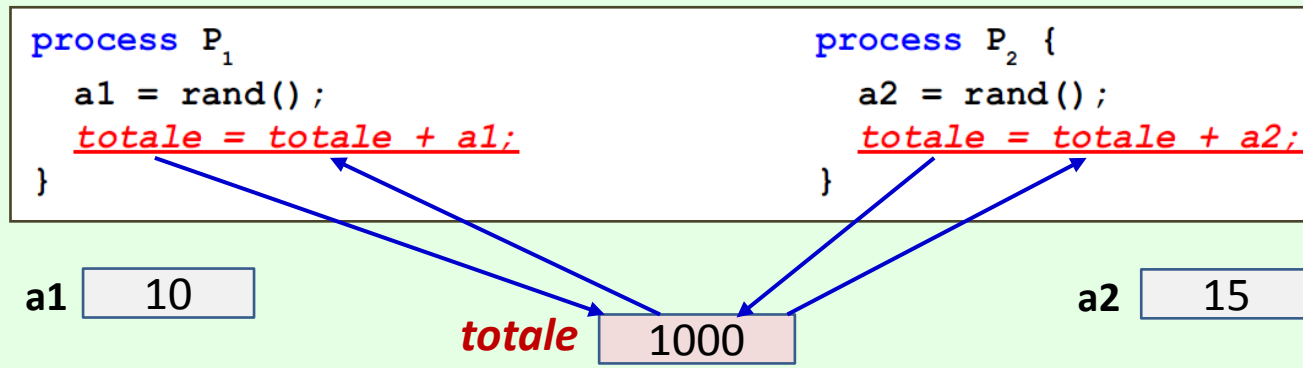 process P1
a1 = rand();
totale = totale + a1;
}
process P2 {
a2 = rand();
totale = totale + a2;
}
a1 10
totale 1000
a2 15